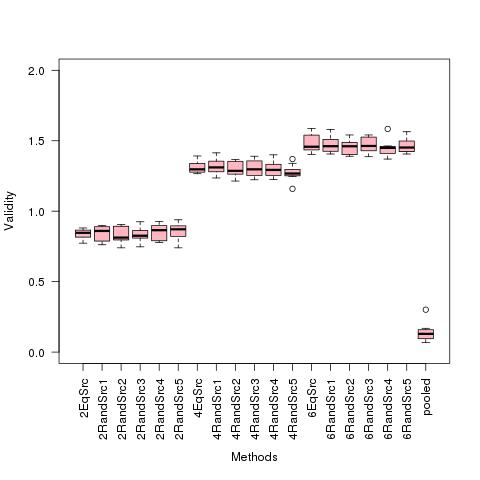 2.0
1.5
1.0
0.5
0.0
Validity
2EqSrc
2RandSrc1
2RandSrc2
2RandSrc3
2RandSrc4
2RandSrc5
4EqSrc
4RandSrc1
4RandSrc2
4RandSrc3
4RandSrc4
4RandSrc5
6EqSrc
6RandSrc1
6RandSrc2
6RandSrc3
6RandSrc4
6RandSrc5
pooled
Methods